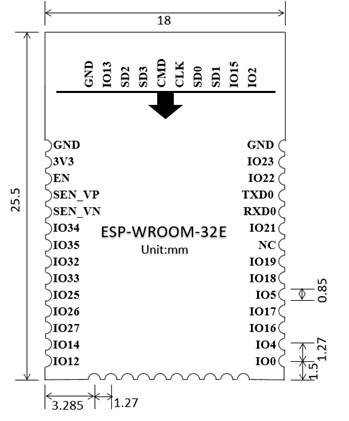 18
GND IO13 SD2 SD3 CMD CLK SD0 SD1 IO15 IO2
25.5
GND GND
3V3 IO23
EN IO22
SEN_VP TXD0
SEN_VN RXD0
IO34 IO21
ESP-WROOM-32E
IO35 NC
Unit:mm
IO32 IO19
IO33 IO18
IO25 IO5
0.85
IO26 IO17
IO27 IO16
IO14 IO4
1.27
IO12 IO0
1.5
3.285
1.27